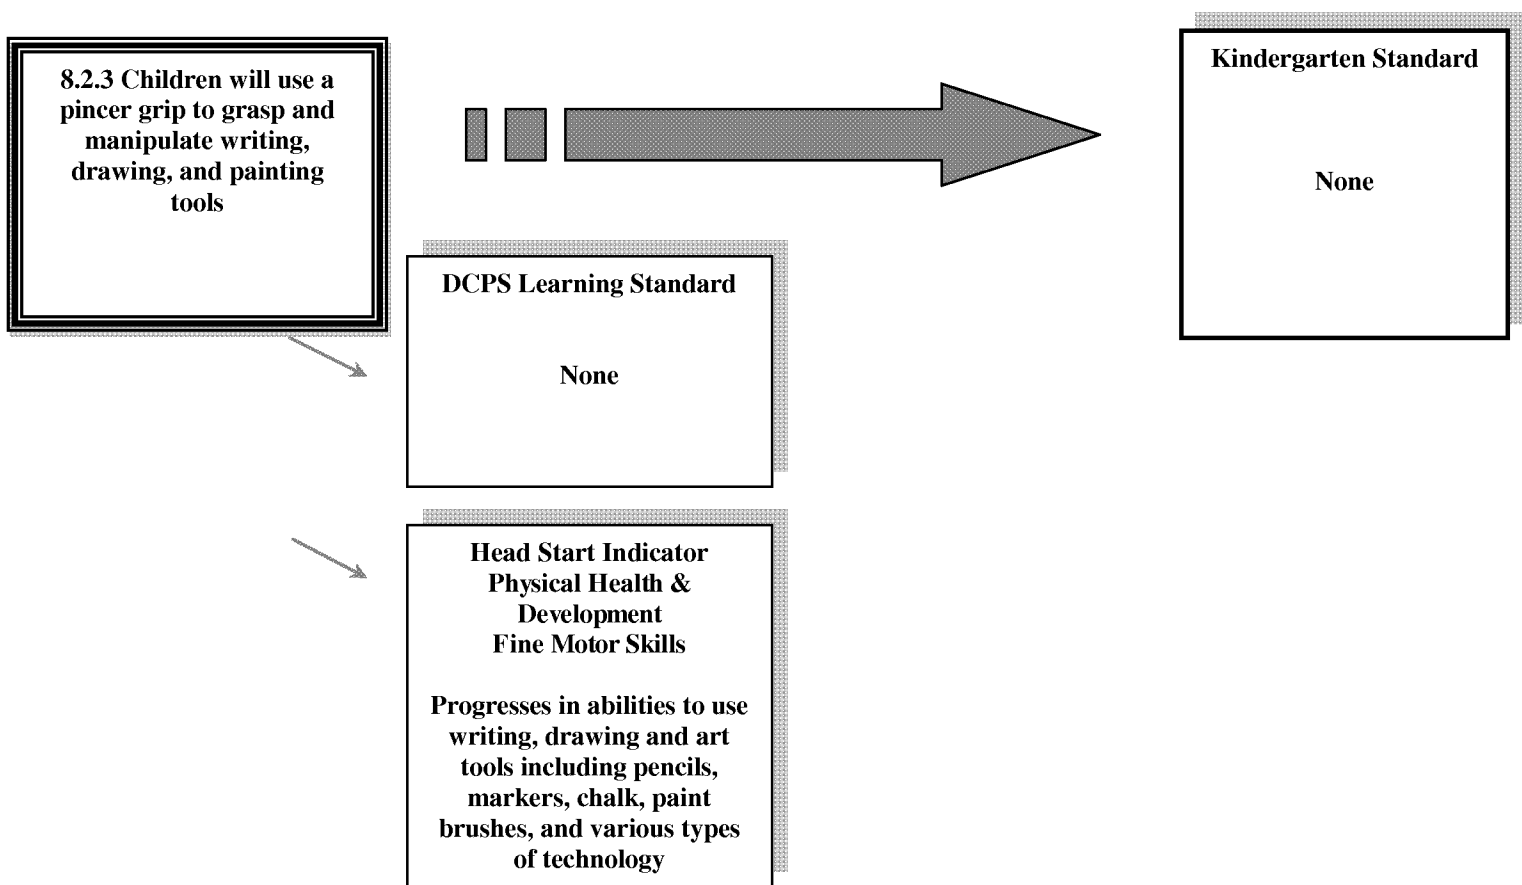 8.2.3 Children will use a
pincer grip to grasp and
manipulate writing,
drawing, and painting
tools
Kindergarten Standard
None
DCPS Learning Standard
None
Head Start Indicator
Physical Health &
Development
Fine Motor Skills
Progresses in abilities to use
writing, drawing and art
tools including pencils,
markers, chalk, paint
brushes, and various types
of technology